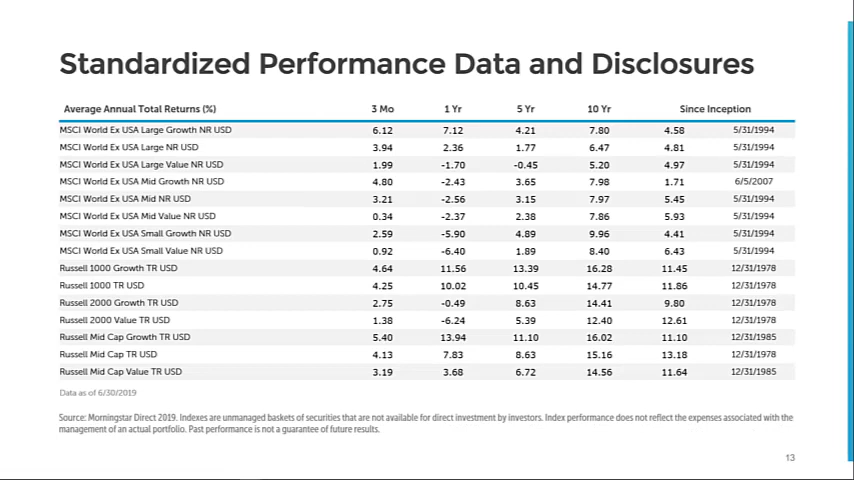 Standardized Performance Data and Disclosures
Average Annual Total Returns (%) 3 Mo 1 Yr 5 Yr 10 Yr Since Inception
MSCI World Ex USA Large Growth NR USD 6.12 7.12 4.21 7.80 4.58 5/31/1994
MSCI World Ex USA Large NR USD 3.94 2.36 1.77 6.47 4.81 5/31/1994
MSCI World Ex USA Large Value NR USD 1.99 -1.70 -0.45 5.20 4.97 5/31/1994
MSCI World Ex USA Mid Growth NR USD 4.80 -2.43 3.65 7.98 1.71 6/5/2007
MSCI World Ex USA Mid NR USD 3.21 -2.56 3.15 7.97 5.45 5/31/1994
MSCI World Ex USA Mid Value NR USD 0.34 -2.37 2.38 7.86 5.93 5/31/1994
MSCI World Ex USA Small Growth NR USD 2.59 -5.90 4.89 9.96 4.41 5/31/1994
MSCI World Ex USA Small Value NR USD 0.92 -6.40 1.89 8.40 6.43 5/31/1994
Russell 1000 Growth TR USD 4.64 11.56 13.39 16.28 11.45 12/31/1978
Russell 1000 TR USD 4.25 10.02 10.45 14.77 11.86 12/31/1978
Russell 2000 Growth TR USD 2.75 -0.49 8.63 14.41 9.80 12/31/1978
Russell 2000 Value TR USD 1.38 -6.24 5.39 12.40 12.61 12/31/1978
Russell Mid Cap Growth TR USD 5.40 13.94 11.10 16.02 11.10 12/31/1985
Russell Mid Cap TR USD 4.13 7.83 8.63 15.16 13.18 12/31/1978
Russell Mid Cap Value TR USD 3.19 3.68 6.72 14.56 11.64 12/31/1985
Data as of 6/30/2019
Source: Morningstar Direct 2019. Indexes are unmanaged baskets of securities that are not available for direct investment by investors. Index performance does not reflect the expenses associated with the
management of an actual portfolio. Past performance is not a guarantee of future results.
13